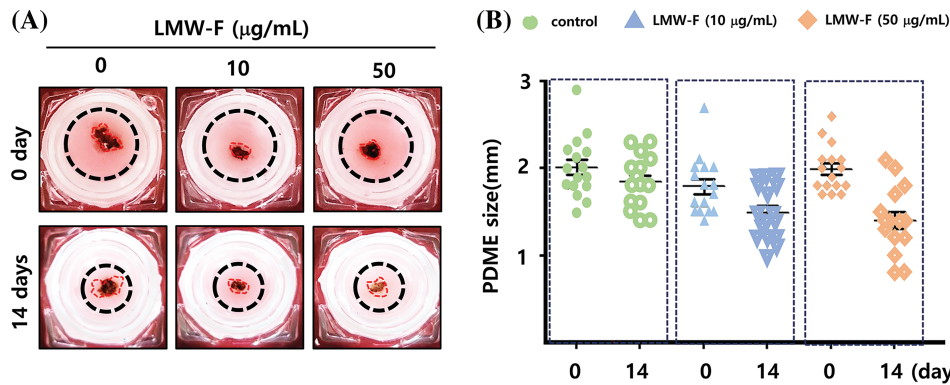 (A)
LMW-F (μg/mL)
0 10 50
0 day
14 days
(B)
control LMW-F (10 μg/mL) LMW-F (50 μg/mL)
PDME size(mm)
3
2
1
0 14 0 14 0 14 (day